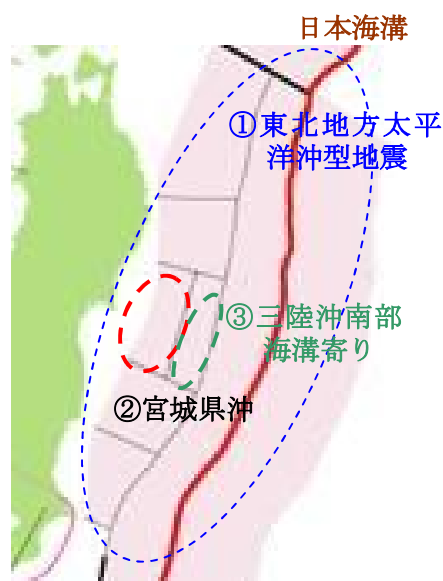 日本海溝
①東北地方太平
洋沖型地震
③三陸沖南部
海溝寄り
②宮城県沖